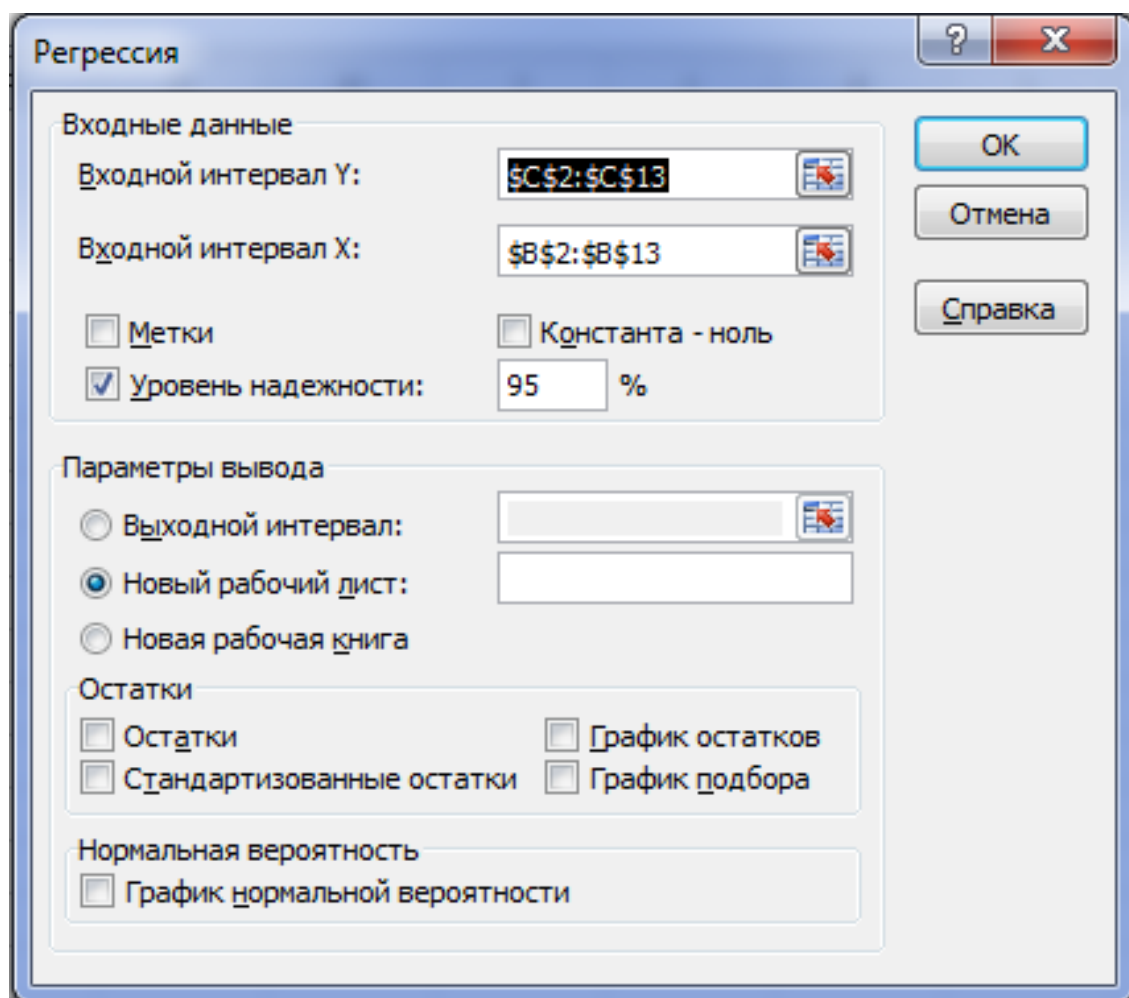 Регрессия
Входные данные
Входной интервал Y: $C$2:$C$13
Входной интервал X: $B$2:$B$13
Метки Константа - ноль
Уровень надежности: 95 %
OK
Отмена
Справка
Параметры вывода
Выходной интервал:
Новый рабочий лист:
Новая рабочая книга
Остатки
Остатки График остатков
Стандартизованные остатки График подбора
Нормальная вероятность
График нормальной вероятности